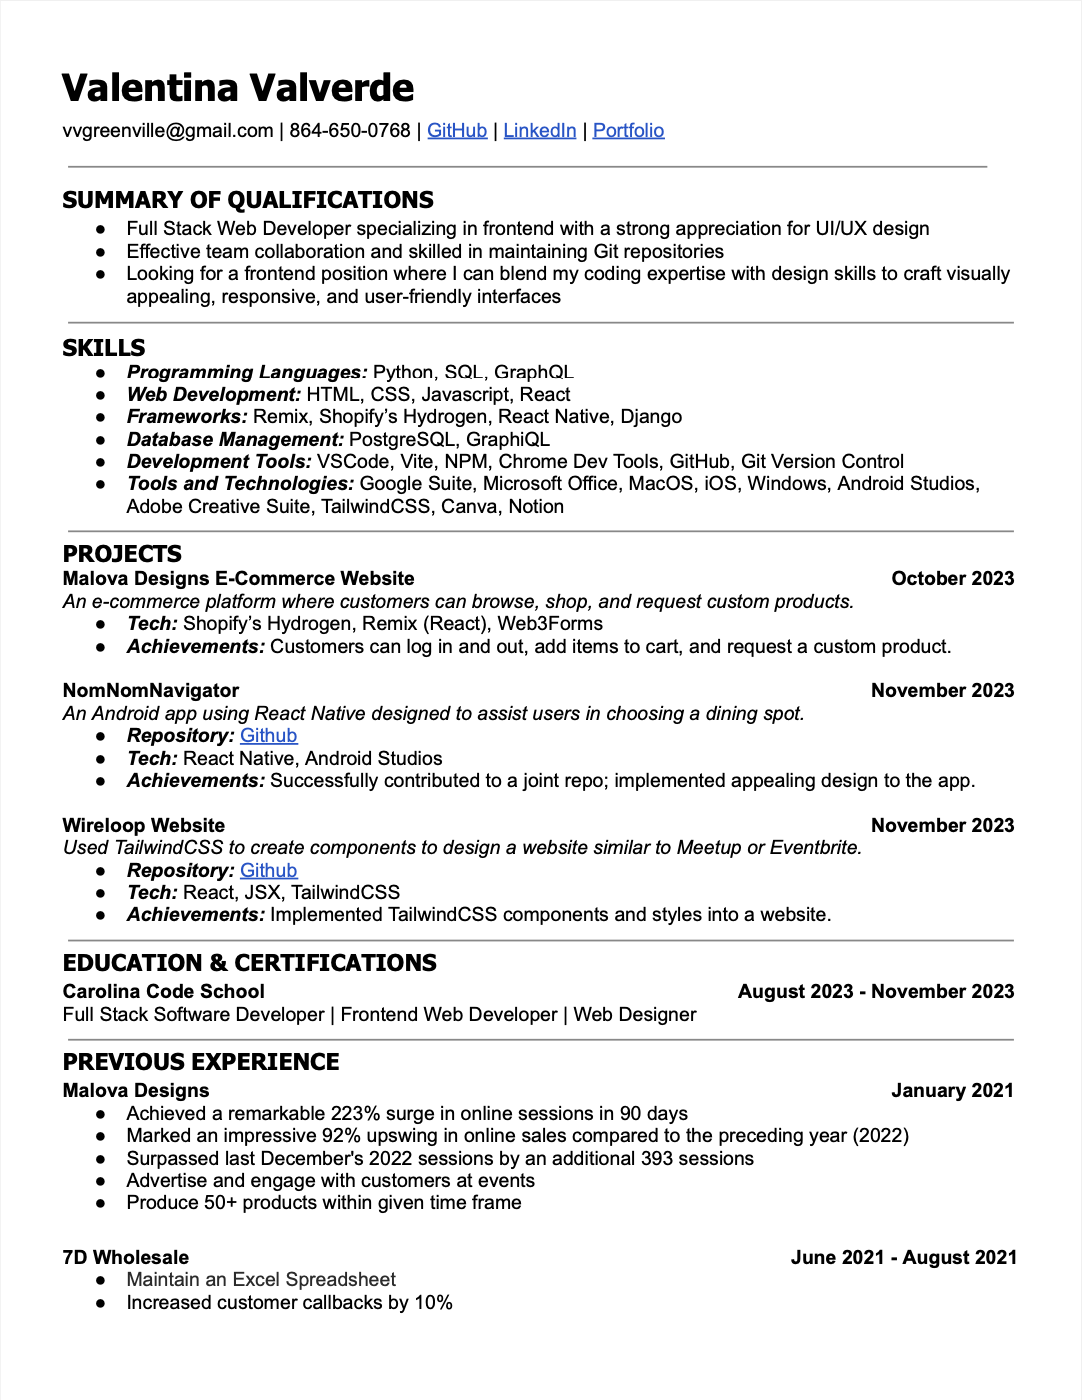 Valentina Valverde
vvgreenville@gmail.com | 864-650-0768 | GitHub | LinkedIn | Portfolio
SUMMARY OF QUALIFICATIONS
● Full Stack Web Developer specializing in frontend with a strong appreciation for UI/UX design
● Effective team collaboration and skilled in maintaining Git repositories
● Looking for a frontend position where I can blend my coding expertise with design skills to craft visually
appealing, responsive, and user-friendly interfaces
SKILLS
● Programming Languages: Python, SQL, GraphQL
● Web Development: HTML, CSS, Javascript, React
● Frameworks: Remix, Shopify’s Hydrogen, React Native, Django
● Database Management: PostgreSQL, GraphiQL
● Development Tools: VSCode, Vite, NPM, Chrome Dev Tools, GitHub, Git Version Control
● Tools and Technologies: Google Suite, Microsoft Office, MacOS, iOS, Windows, Android Studios,
Adobe Creative Suite, TailwindCSS, Canva, Notion
PROJECTS
Malova Designs E-Commerce Website October 2023
An e-commerce platform where customers can browse, shop, and request custom products.
● Tech: Shopify’s Hydrogen, Remix (React), Web3Forms
● Achievements: Customers can log in and out, add items to cart, and request a custom product.
NomNomNavigator November 2023
An Android app using React Native designed to assist users in choosing a dining spot.
● Repository: Github
● Tech: React Native, Android Studios
● Achievements: Successfully contributed to a joint repo; implemented appealing design to the app.
Wireloop Website November 2023
Used TailwindCSS to create components to design a website similar to Meetup or Eventbrite.
● Repository: Github
● Tech: React, JSX, TailwindCSS
● Achievements: Implemented TailwindCSS components and styles into a website.
EDUCATION & CERTIFICATIONS
Carolina Code School August 2023 - November 2023
Full Stack Software Developer | Frontend Web Developer | Web Designer
PREVIOUS EXPERIENCE
Malova Designs January 2021
● Achieved a remarkable 223% surge in online sessions in 90 days
● Marked an impressive 92% upswing in online sales compared to the preceding year (2022)
● Surpassed last December's 2022 sessions by an additional 393 sessions
● Advertise and engage with customers at events
● Produce 50+ products within given time frame
7D Wholesale June 2021 - August 2021
● Maintain an Excel Spreadsheet
● Increased customer callbacks by 10%